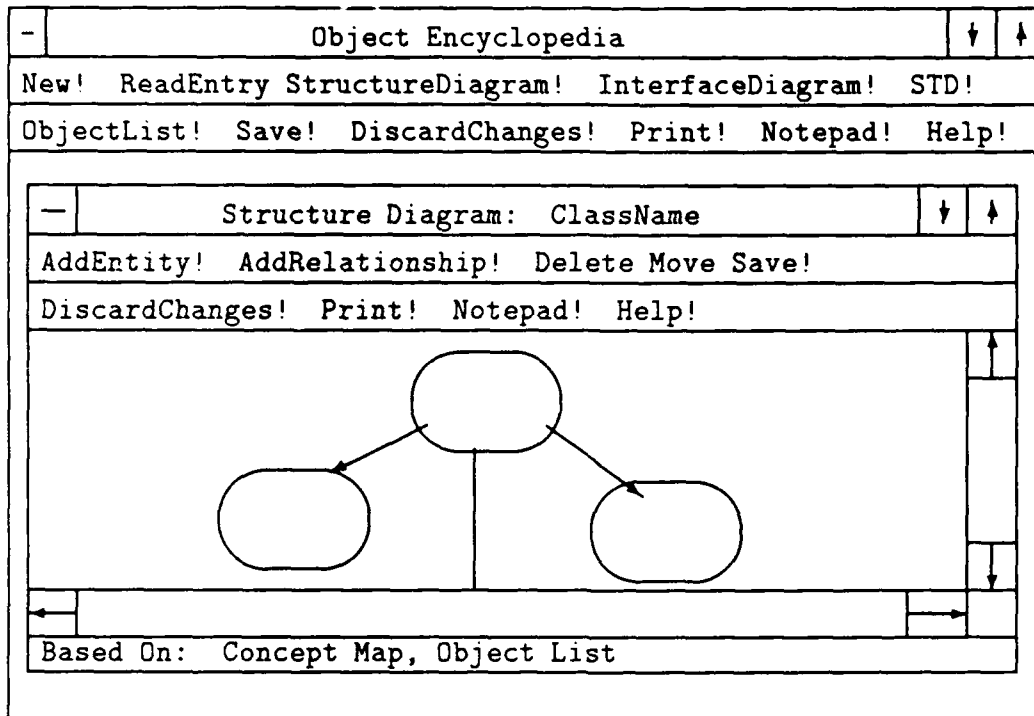 Object Encyclopedia
New! ReadEntry StructureDiagram! InterfaceDiagram! STD!
ObjectList! Save! DiscardChanges! Print! Notepad! Help!
Structure Diagram: ClassName
AddEntity! AddRelationship! Delete Move Save!
DiscardChanges! Print! Notepad! Help!
Based On: Concept Map, Object List